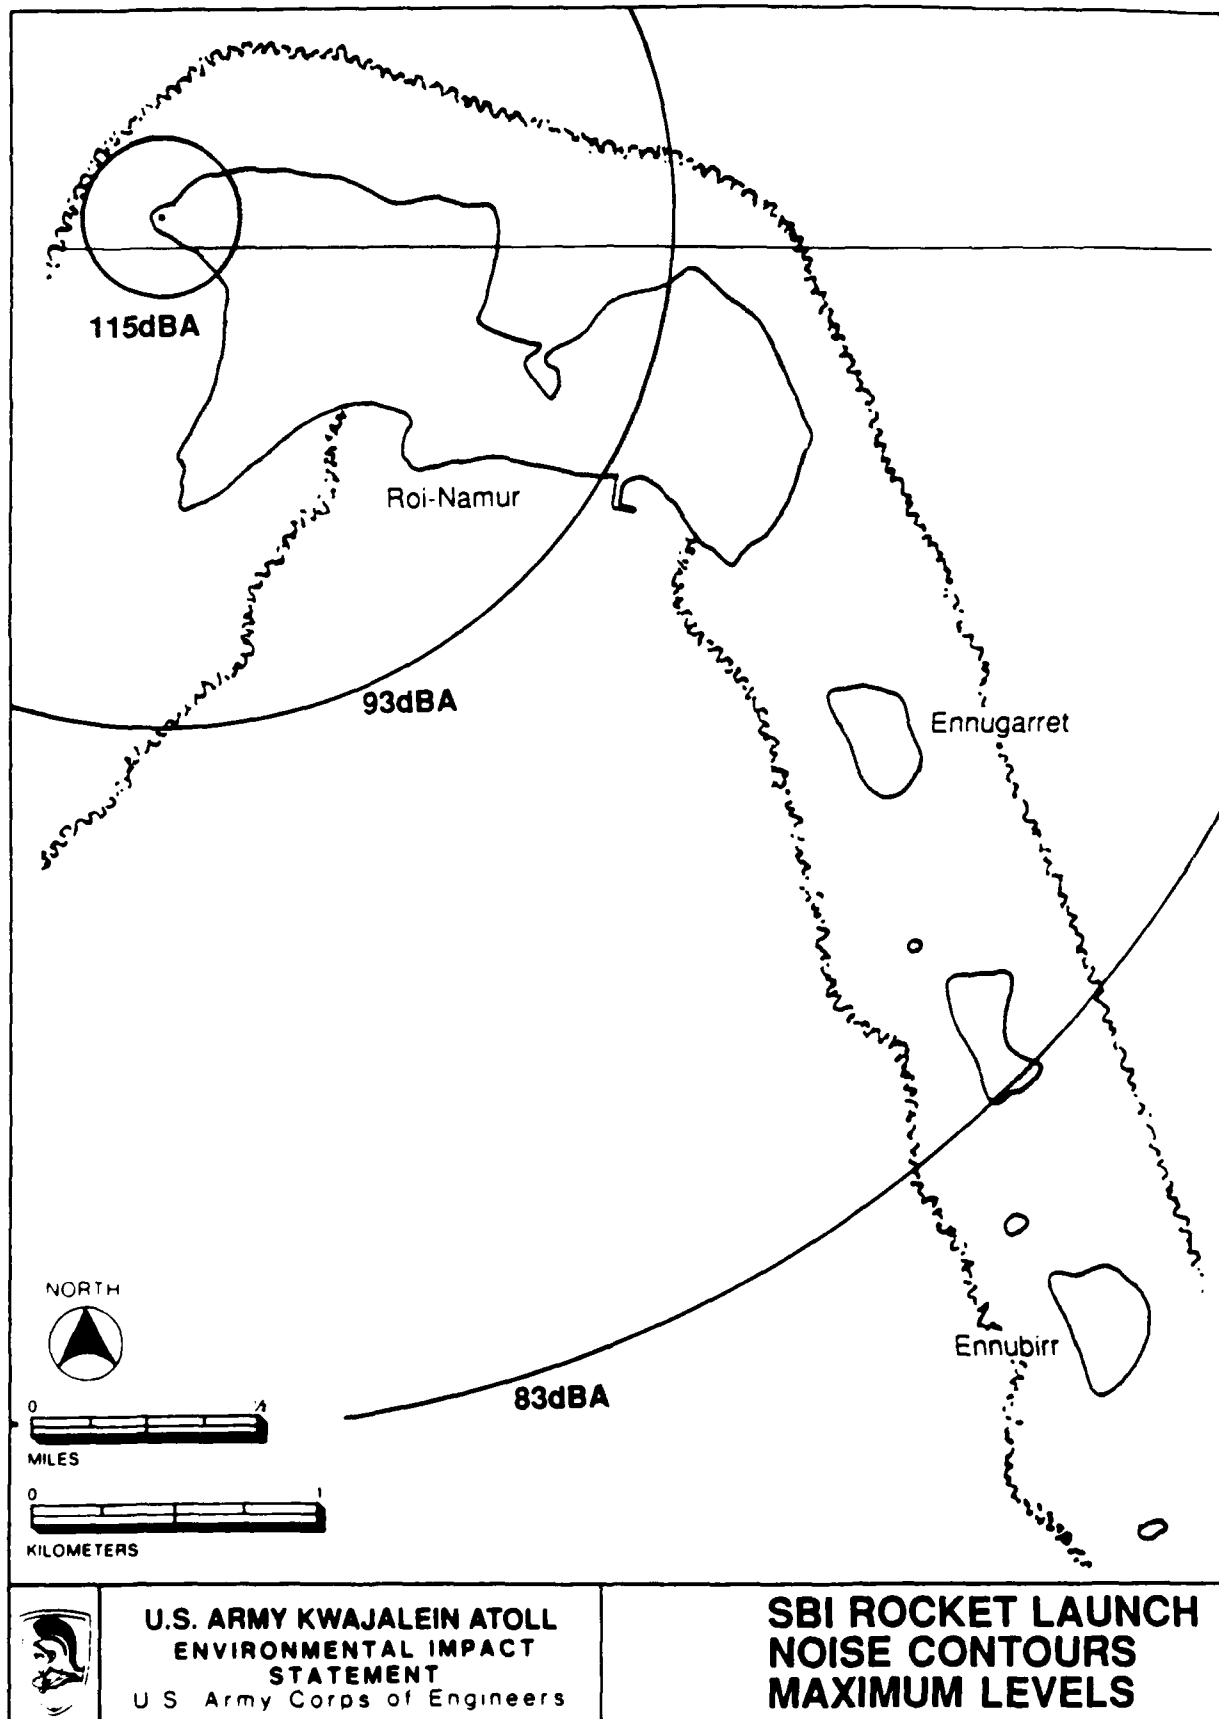 115dBA
Roi-Namur
93dBA
Ennugarret
NORTH
Ennubirr
83dBA
0
MILES
0 1
KILOMETERS
U.S. ARMY KWAJALEIN ATOLL
ENVIRONMENTAL IMPACT
STATEMENT
U S Army Corps of Engineers
SBI ROCKET LAUNCH
NOISE CONTOURS
MAXIMUM LEVELS